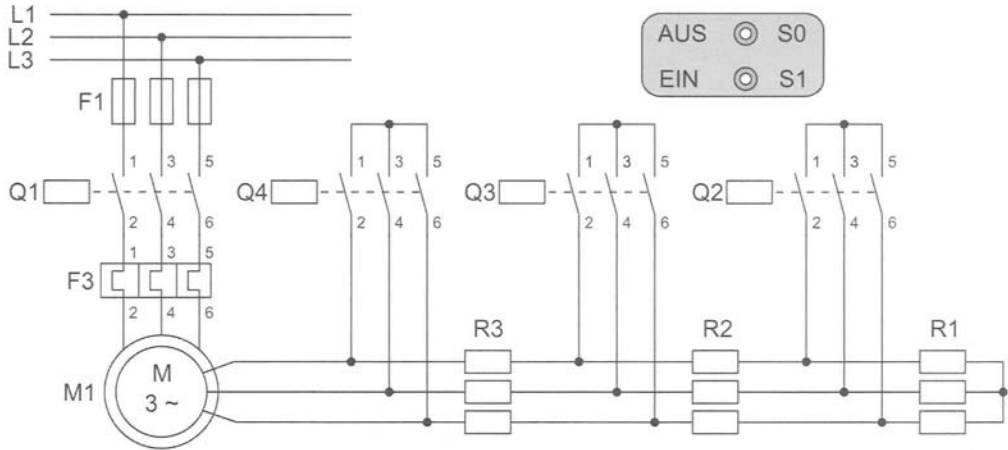 L1
L2
L3
AUS S0
EIN S1
F1
1 3 5 1 3 5 1 3 5 1 3 5
Q1 Q4 Q3 Q2
2 4 6 2 4 6 2 4 6 2 4 6
1 3 5
F3
2 4 6
R3 R2 R1
M1 M
3 ~